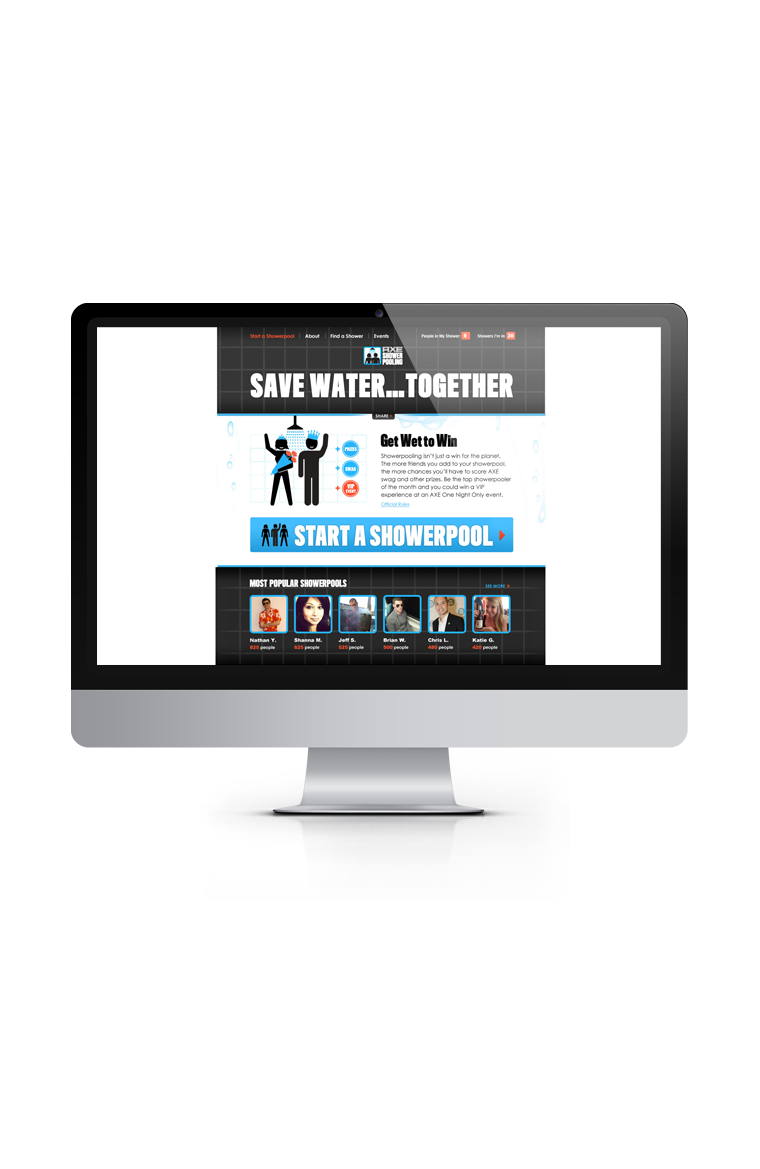 Start a Showerpool | About | Find a Shower | Events People in My Shower 9 Showers I'm in 20
AXE
SHOWER
POOLING
SAVE WATER...TOGETHER
SHARE
PRIZES
SWAG
VIP
EVENT
Get Wet to Win
Showerpooling isn't just a win for the planet.
The more friends you add to your showerpool,
the more chances you'll have to score AXE
swag and other prizes. Be the top showerpooler
of the month and you could win a VIP
experience at an AXE One Night Only event.
Official Rules
START A SHOWERPOOL
MOST POPULAR SHOWERPOOLS SEE MORE
Nathan Y. Shanna M. Jeff S. Brian W. Chris L. Katie G.
825 people 625 people 525 people 500 people 480 people 420 people